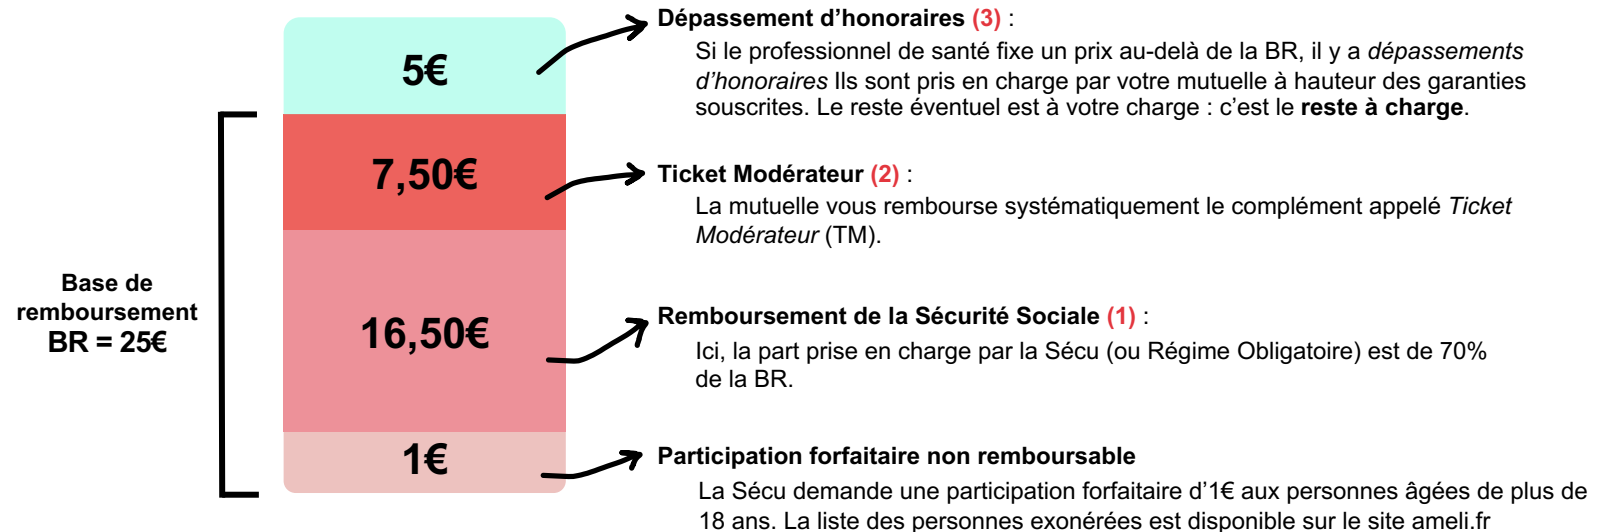 Dépassement d’honoraires (3) :
Si le professionnel de santé fixe un prix au-delà de la BR, il y a dépassements
d’honoraires Ils sont pris en charge par votre mutuelle à hauteur des garanties
souscrites. Le reste éventuel est à votre charge : c’est le reste à charge.
5€
7,50€
Ticket Modérateur (2) :
La mutuelle vous rembourse systématiquement le complément appelé Ticket
Modérateur (TM).
Base de
remboursement
BR = 25€
16,50€
Remboursement de la Sécurité Sociale (1) :
Ici, la part prise en charge par la Sécu (ou Régime Obligatoire) est de 70%
de la BR.
1€
Participation forfaitaire non remboursable
La Sécu demande une participation forfaitaire d’1€ aux personnes âgées de plus de
18 ans. La liste des personnes exonérées est disponible sur le site ameli.fr